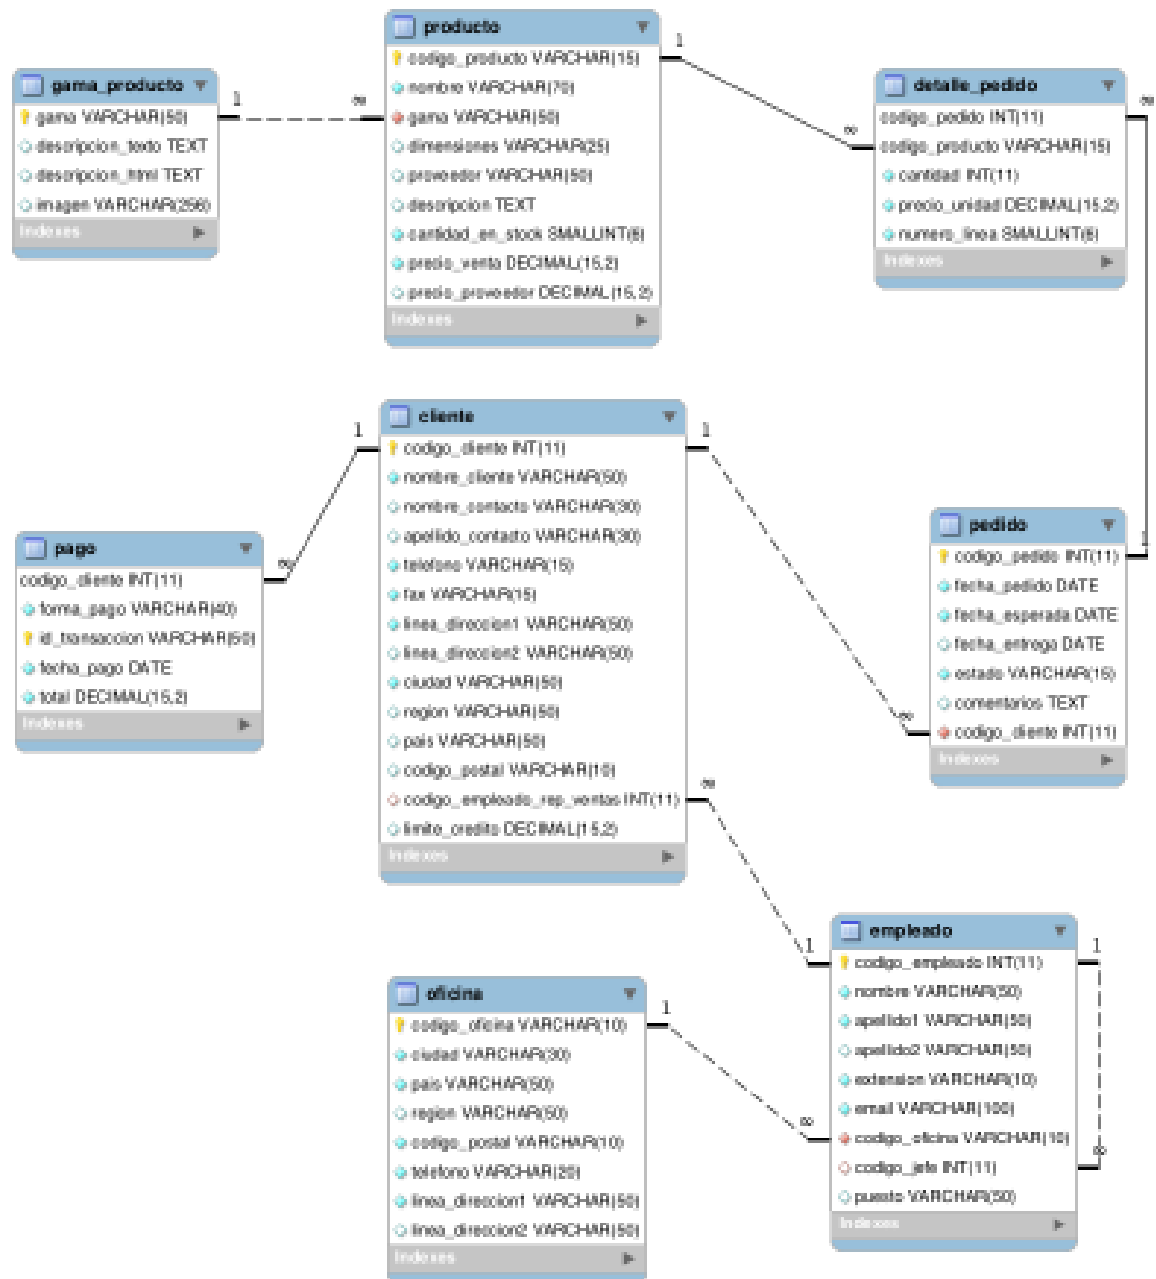 producto
codigo_producto VARCHAR(15)
nombre VARCHAR(70)
gama VARCHAR(50)
dimensiones VARCHAR(25)
proveedor VARCHAR(50)
descripcion TEXT
cantidad_en_stock SMALLINT(6)
precio_venta DECIMAL(15,2)
precio_proveedor DECIMAL(15,2)
Indexes
gama_producto
gama VARCHAR(50)
descripcion_texto TEXT
descripcion_html TEXT
imagen VARCHAR(256)
Indexes
1
∞
1
∞
detalle_pedido
codigo_pedido INT(11)
codigo_producto VARCHAR(15)
cantidad INT(11)
precio_unidad DECIMAL(15,2)
numero_linea SMALLINT(6)
Indexes
∞
1
cliente
codigo_cliente INT(11)
nombre_cliente VARCHAR(50)
nombre_contacto VARCHAR(30)
apellido_contacto VARCHAR(30)
telefono VARCHAR(15)
fax VARCHAR(15)
linea_direccion1 VARCHAR(50)
linea_direccion2 VARCHAR(50)
ciudad VARCHAR(50)
region VARCHAR(50)
pais VARCHAR(50)
codigo_postal VARCHAR(10)
codigo_empleado_rep_ventas INT(11)
limite_credito DECIMAL(15,2)
Indexes
1
∞
pago
codigo_cliente INT(11)
forma_pago VARCHAR(40)
id_transaccion VARCHAR(50)
fecha_pago DATE
total DECIMAL(15,2)
Indexes
1
∞
pedido
codigo_pedido INT(11)
fecha_pedido DATE
fecha_esperada DATE
fecha_entrega DATE
estado VARCHAR(15)
comentarios TEXT
codigo_cliente INT(11)
Indexes
∞
1
empleado
codigo_empleado INT(11)
nombre VARCHAR(50)
apellido1 VARCHAR(50)
apellido2 VARCHAR(50)
extension VARCHAR(10)
email VARCHAR(100)
codigo_oficina VARCHAR(10)
codigo_jefe INT(11)
puesto VARCHAR(50)
Indexes
1
∞
oficina
codigo_oficina VARCHAR(10)
ciudad VARCHAR(30)
pais VARCHAR(50)
region VARCHAR(50)
codigo_postal VARCHAR(10)
telefono VARCHAR(20)
linea_direccion1 VARCHAR(50)
linea_direccion2 VARCHAR(50)
Indexes
1
∞